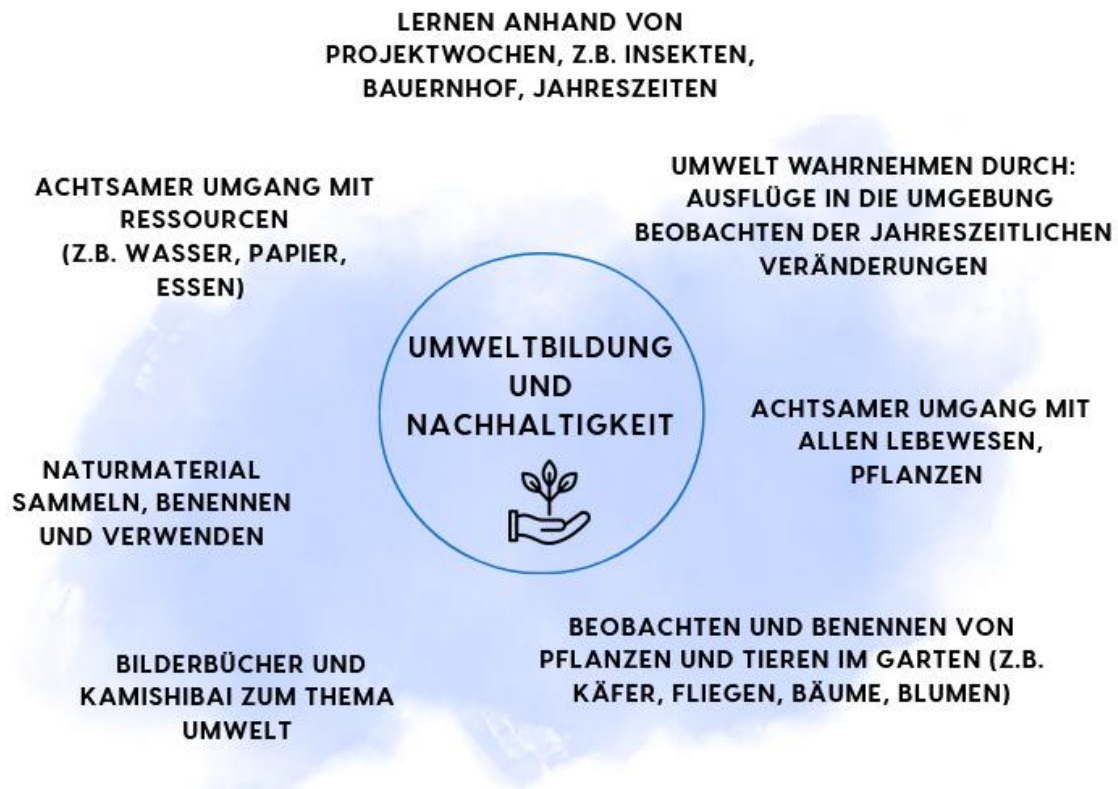 LERNEN ANHAND VON
PROJEKTWOCHEN, Z.B. INSEKTEN,
BAUERNHOF, JAHRESZEITEN
ACHTSAMER UMGANG MIT
RESSOURCEN
(Z.B. WASSER, PAPIER,
ESSEN)
UMWELT WAHRNEHMEN DURCH:
AUSFLÜGE IN DIE UMGEBUNG
BEOBACHTEN DER JAHRESZEITLICHEN
VERÄNDERUNGEN
UMWELTBILDUNG
UND
NACHHALTIGKEIT
ACHTSAMER UMGANG MIT
ALLEN LEBEWESEN,
PFLANZEN
NATURMATERIAL
SAMMELN, BENENNEN
UND VERWENDEN
BEOBACHTEN UND BENENNEN VON
PFLANZEN UND TIEREN IM GARTEN (Z.B.
KÄFER, FLIEGEN, BÄUME, BLUMEN)
BILDERBÜCHER UND
KAMISHIBAI ZUM THEMA
UMWELT